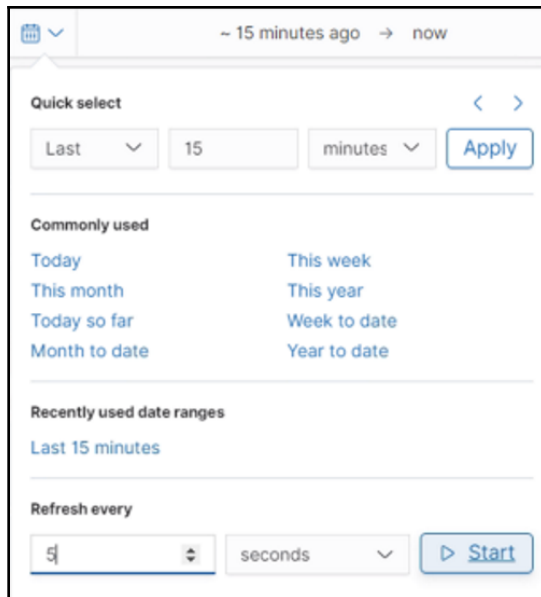 ~ 15 minutes ago → now
Quick select
Last 15 minutes Apply
Commonly used
Today This week
This month This year
Today so far Week to date
Month to date Year to date
Recently used date ranges
Last 15 minutes
Refresh every
5 seconds Start